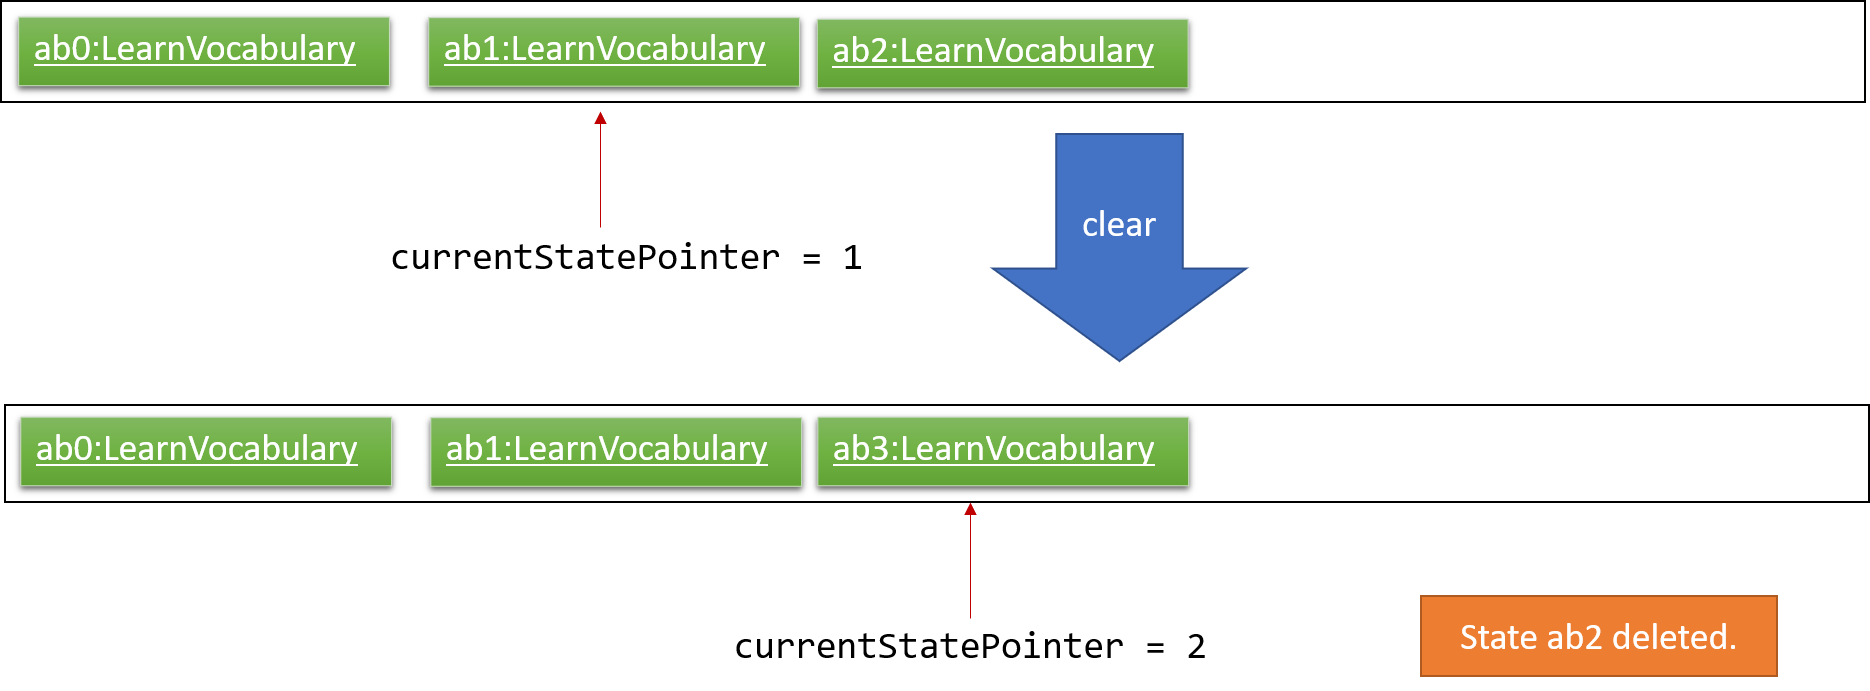 ab0:LearnVocabulary
ab1:LearnVocabulary
ab2:LearnVocabulary
clear
currentStatePointer = 1
ab0:LearnVocabulary
ab1:LearnVocabulary
ab3:LearnVocabulary
currentStatePointer = 2
State ab2 deleted.